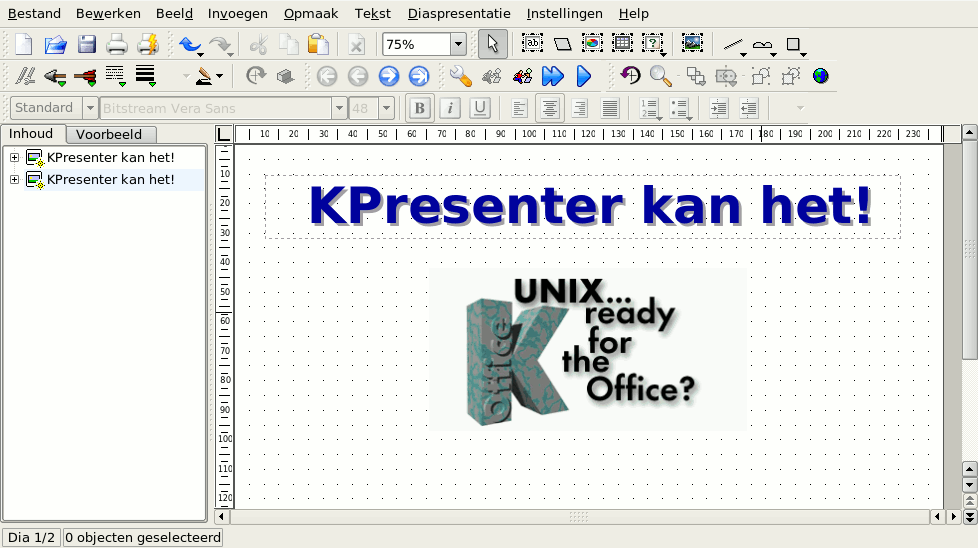 Bestand Bewerken Beeld Invoegen Opmaak Tekst Diaspresentatie Instellingen Help
75%
Standard Bitstream Vera Sans 48 B i U
Inhoud Voorbeeld
KPresenter kan het!
KPresenter kan het!
10 20 30 40 50 60 70 80 90 100 110 120 130 140 150 160 170 180 190 200 210 220 230
10
20
30
40
50
60
70
80
90
100
110
120
KPresenter kan het!
UNIX...
ready
for
the
Office?
Office
K
Dia 1/2 0 objecten geselecteerd